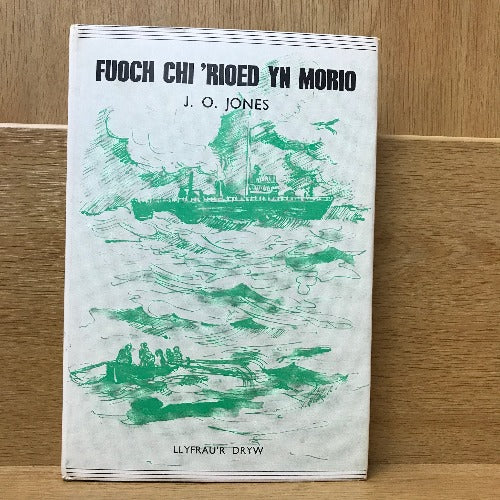 FUOCH CHI 'RIOED YN MORIO
J. O. JONES
LLYFRAU'R DRYW